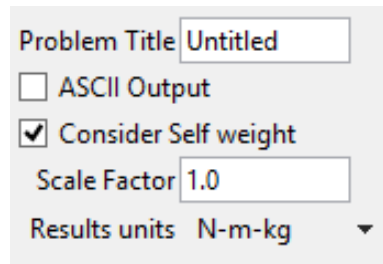 Problem Title Untitled
ASCII Output
Consider Self weight
Scale Factor 1.0
Results units N-m-kg